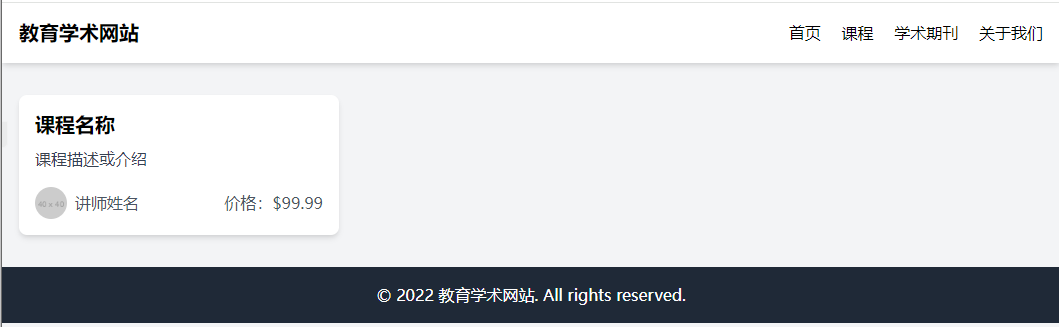 教育学术网站 首页 课程 学术期刊 关于我们
课程名称
课程描述或介绍
40 x 40 讲师姓名 价格：$99.99
© 2022 教育学术网站. All rights reserved.